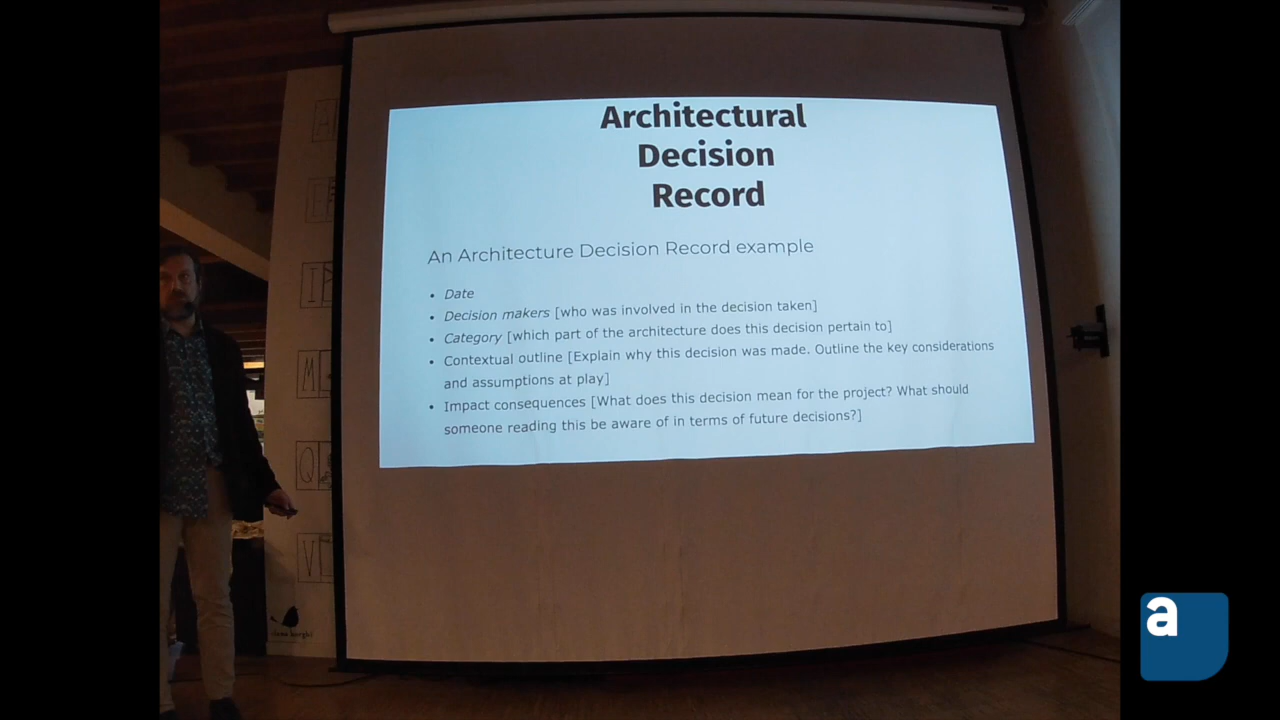 Architectural
Decision
Record
An Architecture Decision Record example
• Date
• Decision makers [who was involved in the decision taken]
• Category [which part of the architecture does this decision pertain to]
• Contextual outline [Explain why this decision was made. Outline the key considerations
and assumptions at play]
• Impact consequences [What does this decision mean for the project? What should
someone reading this be aware of in terms of future decisions?]
A
I
M
Q
V
a